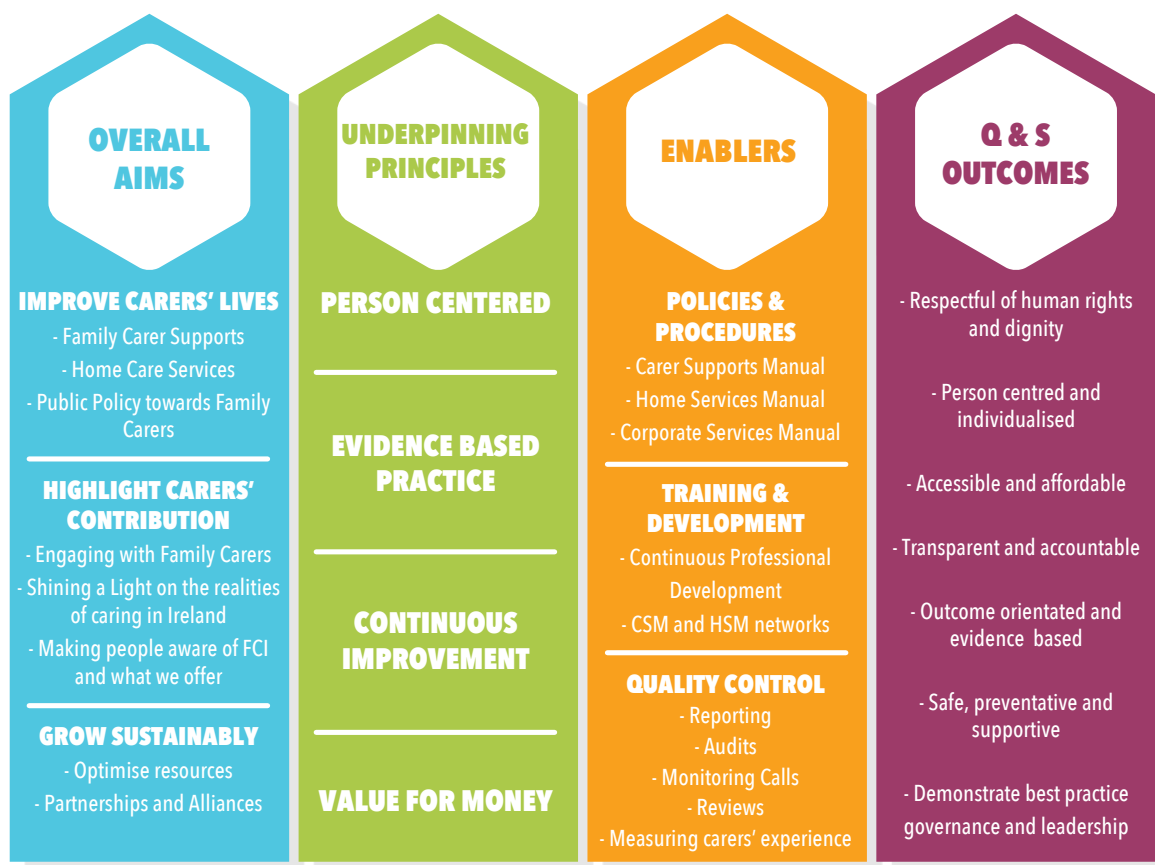 OVERALL
AIMS
IMPROVE CARERS’ LIVES
- Family Carer Supports
- Home Care Services
- Public Policy towards Family
Carers
HIGHLIGHT CARERS’
CONTRIBUTION
- Engaging with Family Carers
- Shining a Light on the realities
of caring in Ireland
- Making people aware of FCI
and what we offer
GROW SUSTAINABLY
- Optimise resources
- Partnerships and Alliances
UNDERPINNING
PRINCIPLES
PERSON CENTERED
EVIDENCE BASED
PRACTICE
CONTINUOUS
IMPROVEMENT
VALUE FOR MONEY
ENABLERS
POLICIES &
PROCEDURES
- Carer Supports Manual
- Home Services Manual
- Corporate Services Manual
TRAINING &
DEVELOPMENT
- Continuous Professional
Development
- CSM and HSM networks
QUALITY CONTROL
- Reporting
- Audits
- Monitoring Calls
- Reviews
- Measuring carers’ experience
Q & S
OUTCOMES
- Respectful of human rights
and dignity
- Person centred and
individualised
- Accessible and affordable
- Transparent and accountable
- Outcome orientated and
evidence based
- Safe, preventative and
supportive
- Demonstrate best practice
governance and leadership